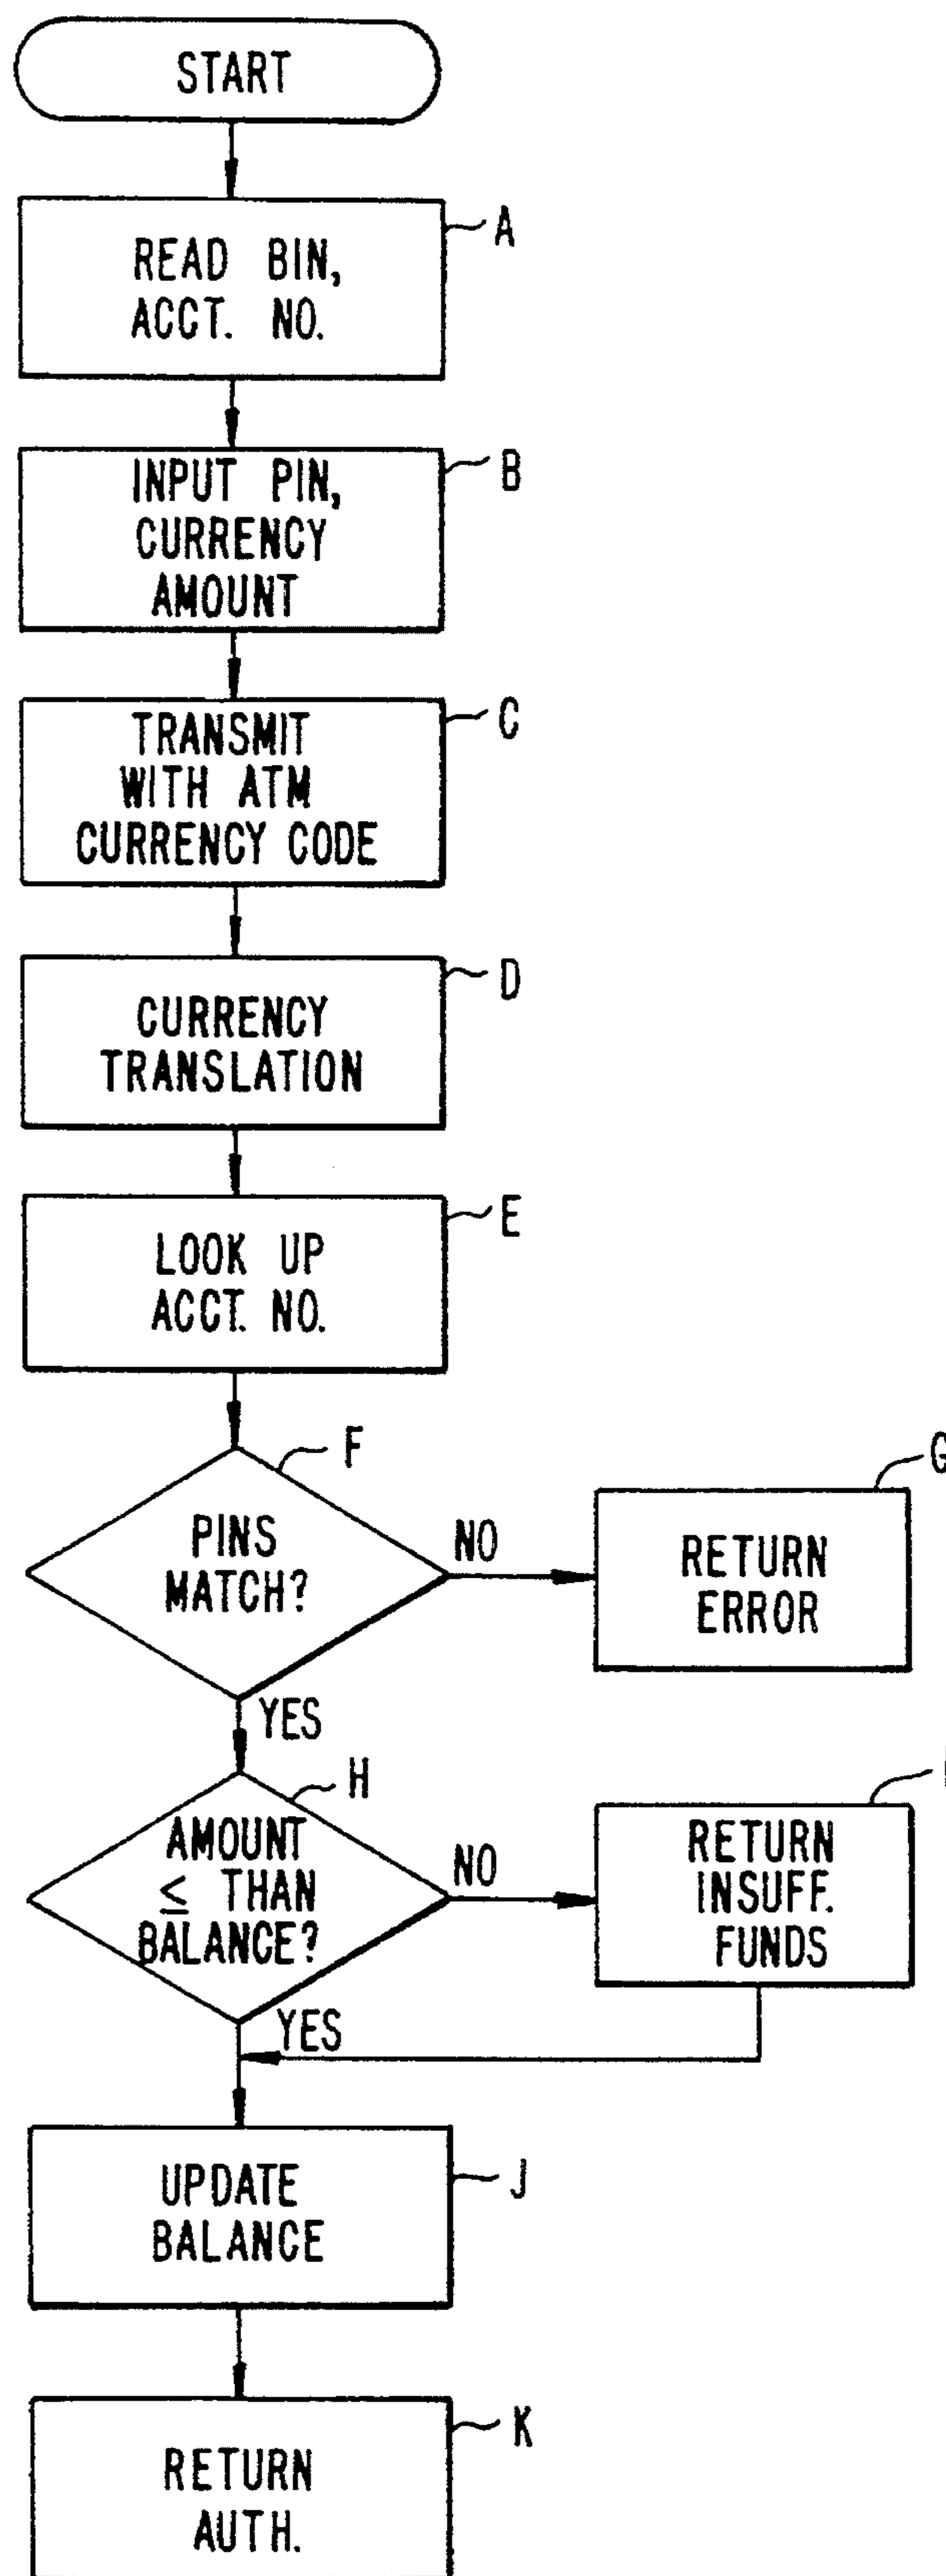 START
A
READ BIN,
ACCT. NO.
B
INPUT PIN,
CURRENCY
AMOUNT
C
TRANSMIT
WITH ATM
CURRENCY CODE
D
CURRENCY
TRANSLATION
E
LOOK UP
ACCT. NO.
F
PINS
MATCH?
NO
G
RETURN
ERROR
YES
H
AMOUNT
≤ THAN
BALANCE?
NO
RETURN
INSUFF.
FUNDS
YES
J
UPDATE
BALANCE
K
RETURN
AUTH.